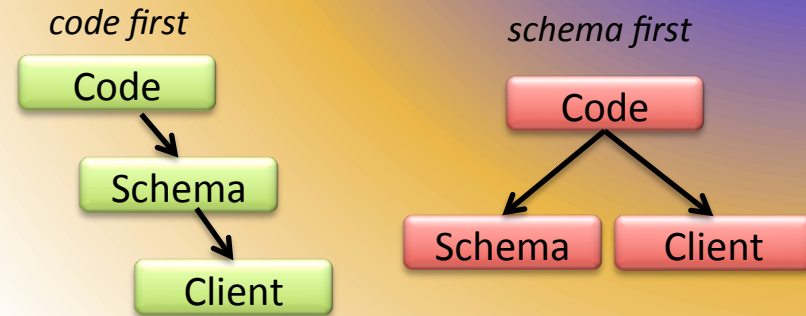 code first
Code
Schema
Client
schema first
Code
Schema
Client